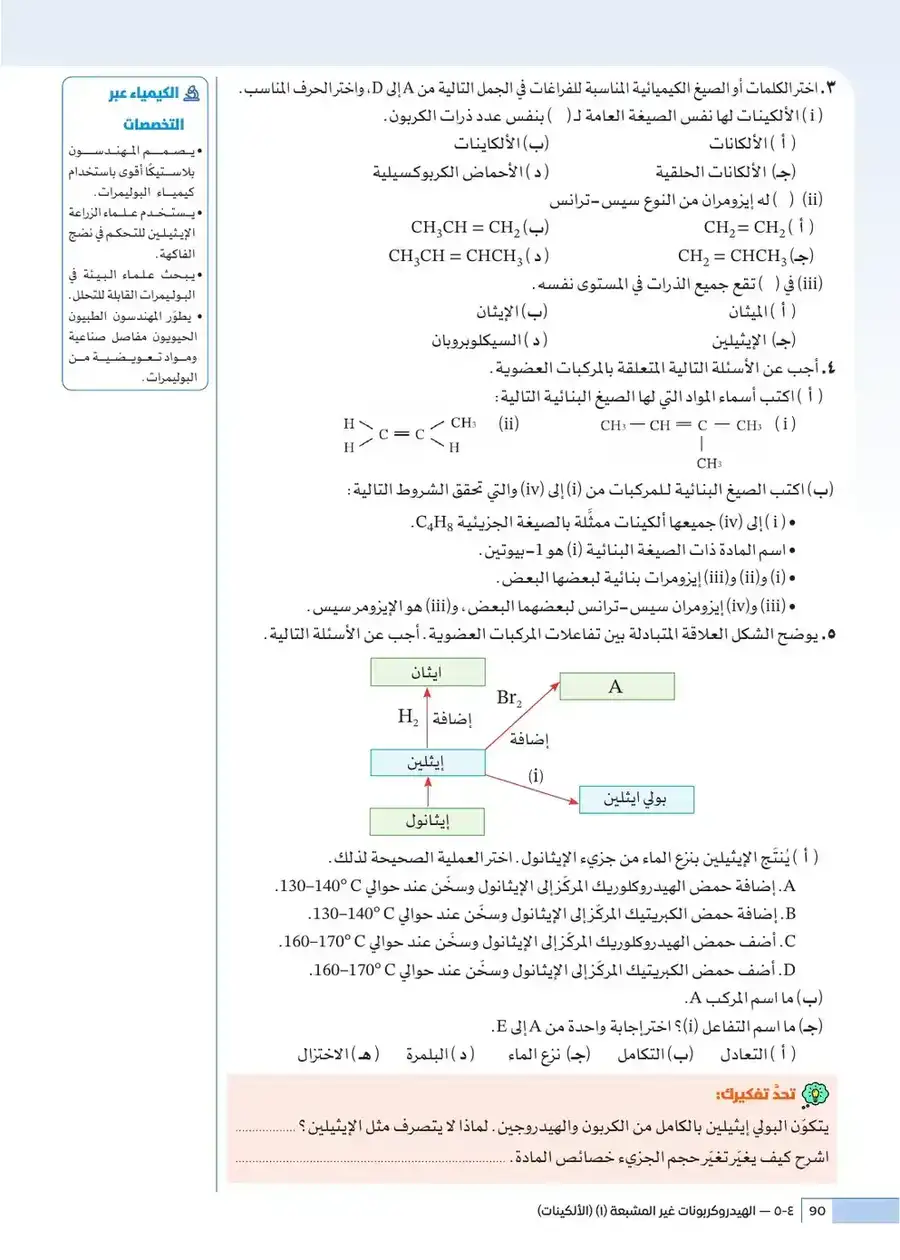 ٣. اختر الكلمات أو الصيغ الكيميائية المناسبة للفراغات في الجمل التالية من A إلى D، واختر الحرف المناسب.
(i) الألكينات لها نفس الصيغة العامة لـ ( ) بنفس عدد ذرات الكربون.
( أ ) الألكانات (ب) الألكاينات
(جـ) الألكانات الحلقية ( د ) الأحماض الكربوكسيلية
(ii) ( ) له إيزومران من النوع سيس-ترانس
( أ ) CH₂= CH₂ (ب) CH₃CH = CH₂
(جـ) CH₂ = CHCH₃ ( د ) CH₃CH = CHCH₃
(iii) في ( ) تقع جميع الذرات في المستوى نفسه.
( أ ) الميثان (ب) الإيثان
(جـ) الإيثيلين ( د ) السيكلوبروبان
٤. أجب عن الأسئلة التالية المتعلقة بالمركبات العضوية.
( أ ) اكتب أسماء المواد التي لها الصيغ البنائية التالية:
(i) CH₃ — CH = C — CH₃
CH₃
(ii) H CH₃
C = C
H H
(ب) اكتب الصيغ البنائية للمركبات من (i) إلى (iv) والتي تحقق الشروط التالية:
• (i) إلى (iv) جميعها ألكينات ممثَّلة بالصيغة الجزيئية C₄H₈.
• اسم المادة ذات الصيغة البنائية (i) هو 1-بيوتين.
• (i) و(ii) و(iii) إيزومرات بنائية لبعضها البعض.
• (iii) و(iv) إيزومران سيس-ترانس لبعضهما البعض، و(iii) هو الإيزومر سيس.
٥. يوضح الشكل العلاقة المتبادلة بين تفاعلات المركبات العضوية. أجب عن الأسئلة التالية.
ايثان
A
Br₂
H₂ إضافة
إضافة
إيثلين
(i)
بولي ايثلين
إيثانول
( أ ) يُنتَج الإيثيلين بنزع الماء من جزيء الإيثانول. اختر العملية الصحيحة لذلك.
A. إضافة حمض الهيدروكلوريك المركّز إلى الإيثانول وسخّن عند حوالي 130–140° C.
B. إضافة حمض الكبريتيك المركّز إلى الإيثانول وسخّن عند حوالي 130–140° C.
C. أضف حمض الهيدروكلوريك المركّز إلى الإيثانول وسخّن عند حوالي 160–170° C.
D. أضف حمض الكبريتيك المركّز إلى الإيثانول وسخّن عند حوالي 160–170° C.
(ب) ما اسم المركب A.
(جـ) ما اسم التفاعل (i)؟ اختر إجابة واحدة من A إلى E.
( أ ) التعادل (ب) التكامل (جـ) نزع الماء ( د ) البلمرة (هـ) الاختزال
تحدَّ تفكيرك:
يتكوّن البولي إيثيلين بالكامل من الكربون والهيدروجين. لماذا لا يتصرف مثل الإيثيلين؟ ..................
اشرح كيف يغيّر تغيّر حجم الجزيء خصائص المادة. ..................
الكيمياء عبر
التخصصات
• يصمم المهندسون
بلاستيكًا أقوى باستخدام
كيمياء البوليمرات.
• يستخدم علماء الزراعة
الإيثيلين للتحكم في نضج
الفاكهة.
• يبحث علماء البيئة في
البوليمرات القابلة للتحلل.
• يطوّر المهندسون الطبيون
الحيويون مفاصل صناعية
ومواد تعويضية من
البوليمرات.
90 ٤-٥ — الهيدروكربونات غير المشبعة (١) (الألكينات)